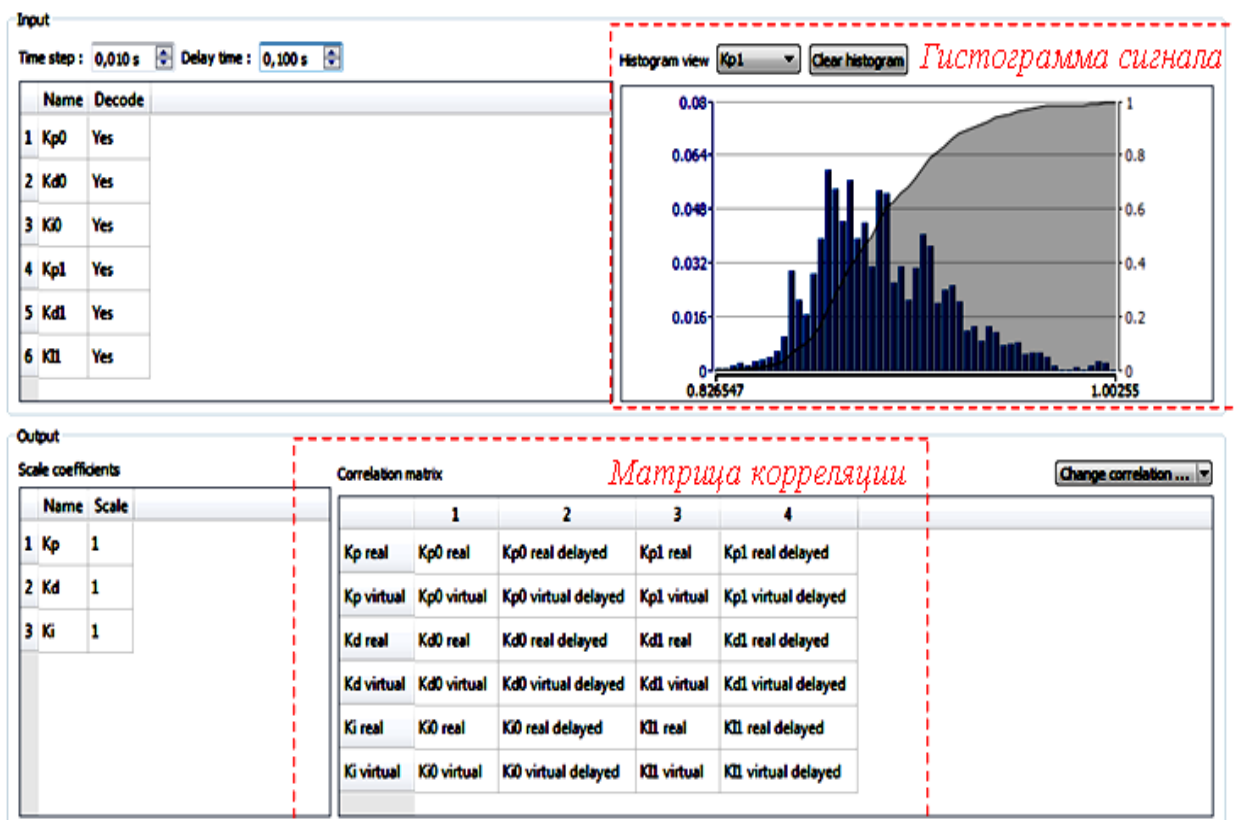 Input
Time step : 0,010 s Delay time : 0,100 s
Histogram view Kp1 Clear histogram Гистограмма сигнала
Name Decode
1 Kp0 Yes
2 Kd0 Yes
3 Ki0 Yes
4 Kp1 Yes
5 Kd1 Yes
6 KI1 Yes
0.08
0.064
0.048
0.032
0.016
0
1
0.8
0.6
0.4
0.2
0
0.826547 1.00255
Output
Scale coefficients
Name Scale
1 Kp 1
2 Kd 1
3 Ki 1
Correlation matrix Матрица корреляции Change correlation ...
1 2 3 4
Kp real Kp0 real Kp0 real delayed Kp1 real Kp1 real delayed
Kp virtual Kp0 virtual Kp0 virtual delayed Kp1 virtual Kp1 virtual delayed
Kd real Kd0 real Kd0 real delayed Kd1 real Kd1 real delayed
Kd virtual Kd0 virtual Kd0 virtual delayed Kd1 virtual Kd1 virtual delayed
Ki real Ki0 real Ki0 real delayed KI1 real KI1 real delayed
Ki virtual Ki0 virtual Ki0 virtual delayed KI1 virtual KI1 virtual delayed